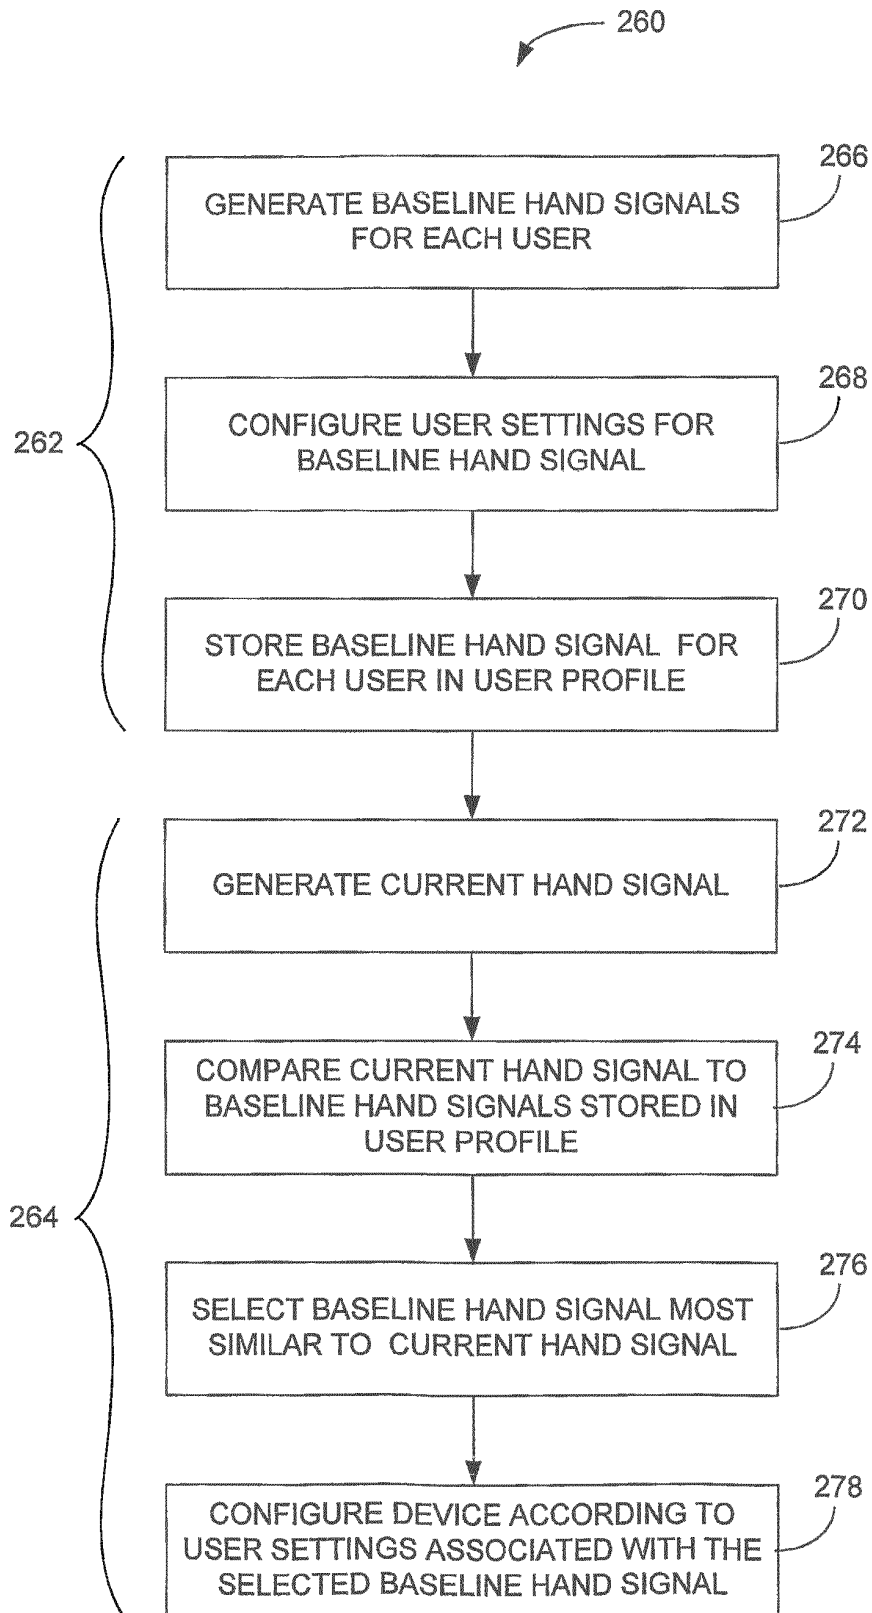 260
266
GENERATE BASELINE HAND SIGNALS
FOR EACH USER
268
CONFIGURE USER SETTINGS FOR
BASELINE HAND SIGNAL
262
270
STORE BASELINE HAND SIGNAL FOR
EACH USER IN USER PROFILE
272
GENERATE CURRENT HAND SIGNAL
274
COMPARE CURRENT HAND SIGNAL TO
BASELINE HAND SIGNALS STORED IN
USER PROFILE
264
276
SELECT BASELINE HAND SIGNAL MOST
SIMILAR TO CURRENT HAND SIGNAL
278
CONFIGURE DEVICE ACCORDING TO
USER SETTINGS ASSOCIATED WITH THE
SELECTED BASELINE HAND SIGNAL